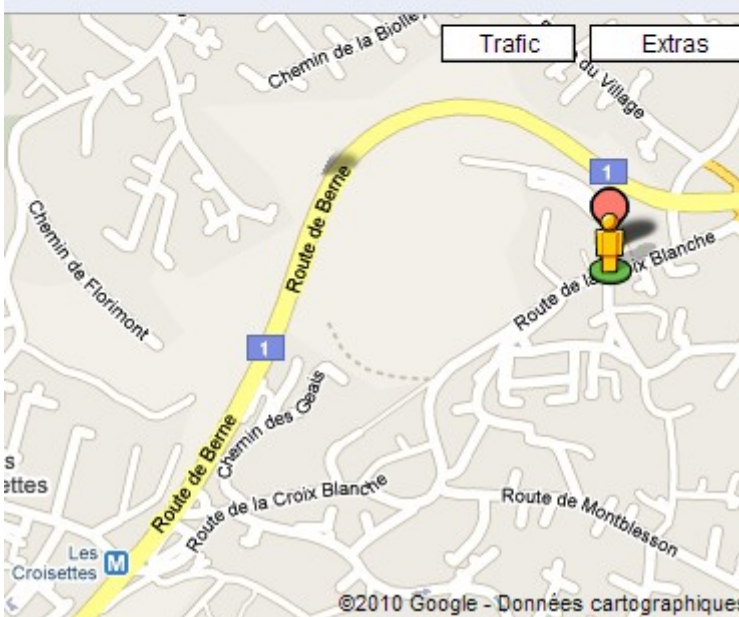 Trafic
Extras
Chemin de la
du Village
1
Route de Berne
Route de la
ix Blanche
Chemin de Florimont
1
Chemin des Geais
Route de Berne
s
ettes
Route de la Croix Blanche
Route de Montblesson
Les
Croisettes
M
©2010 Google - Données cartographiques